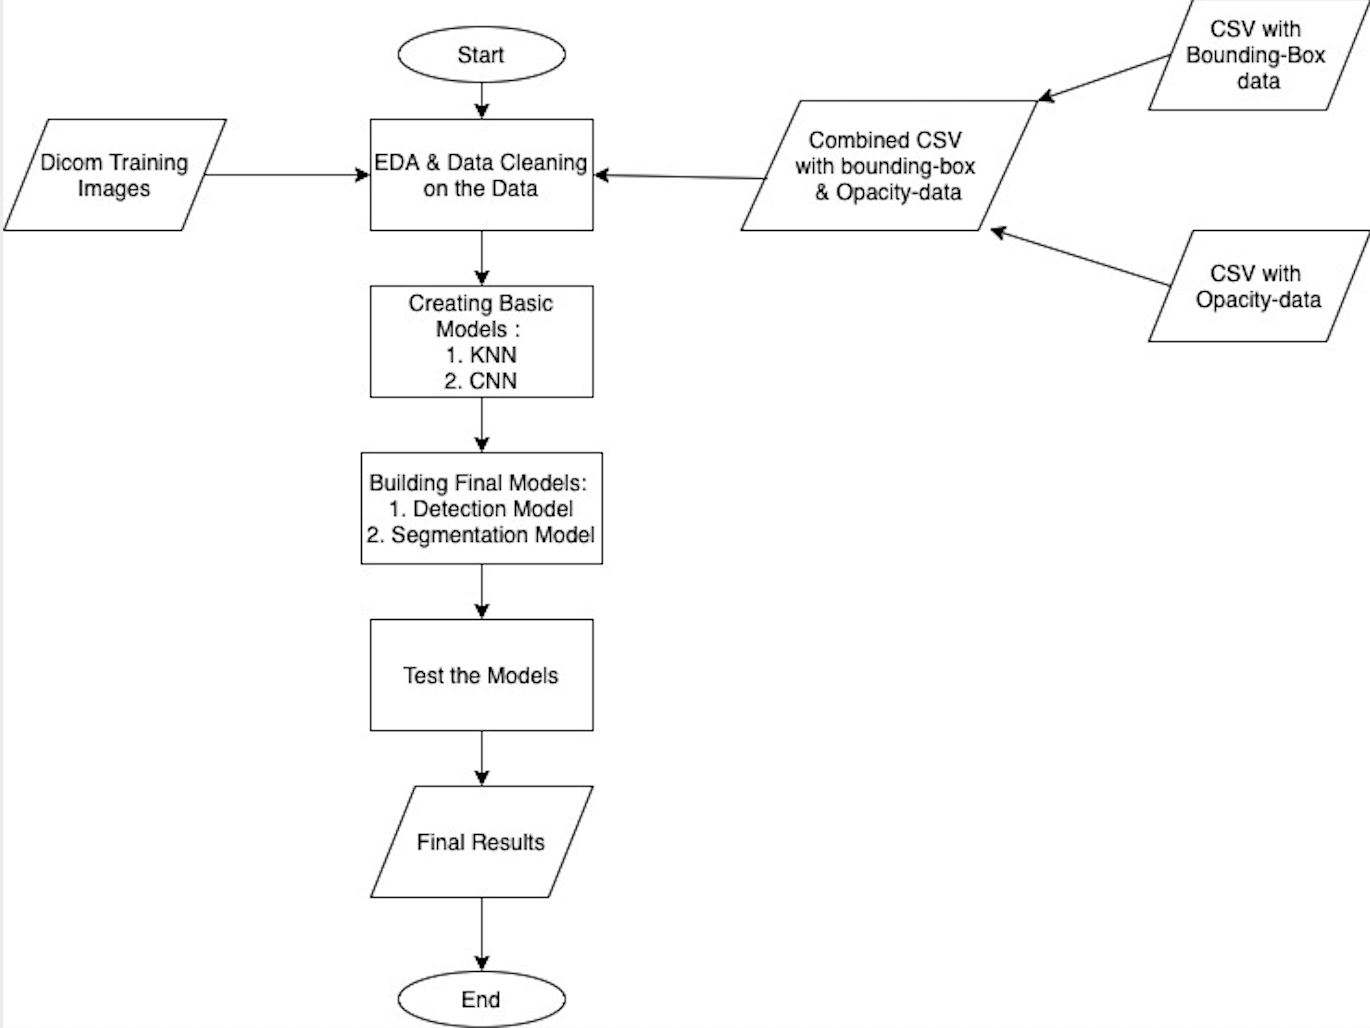 Start
CSV with
Bounding-Box
data
Dicom Training
Images
EDA & Data Cleaning
on the Data
Combined CSV
with bounding-box
& Opacity-data
CSV with
Opacity-data
Creating Basic
Models :
1. KNN
2. CNN
Building Final Models:
1. Detection Model
2. Segmentation Model
Test the Models
Final Results
End